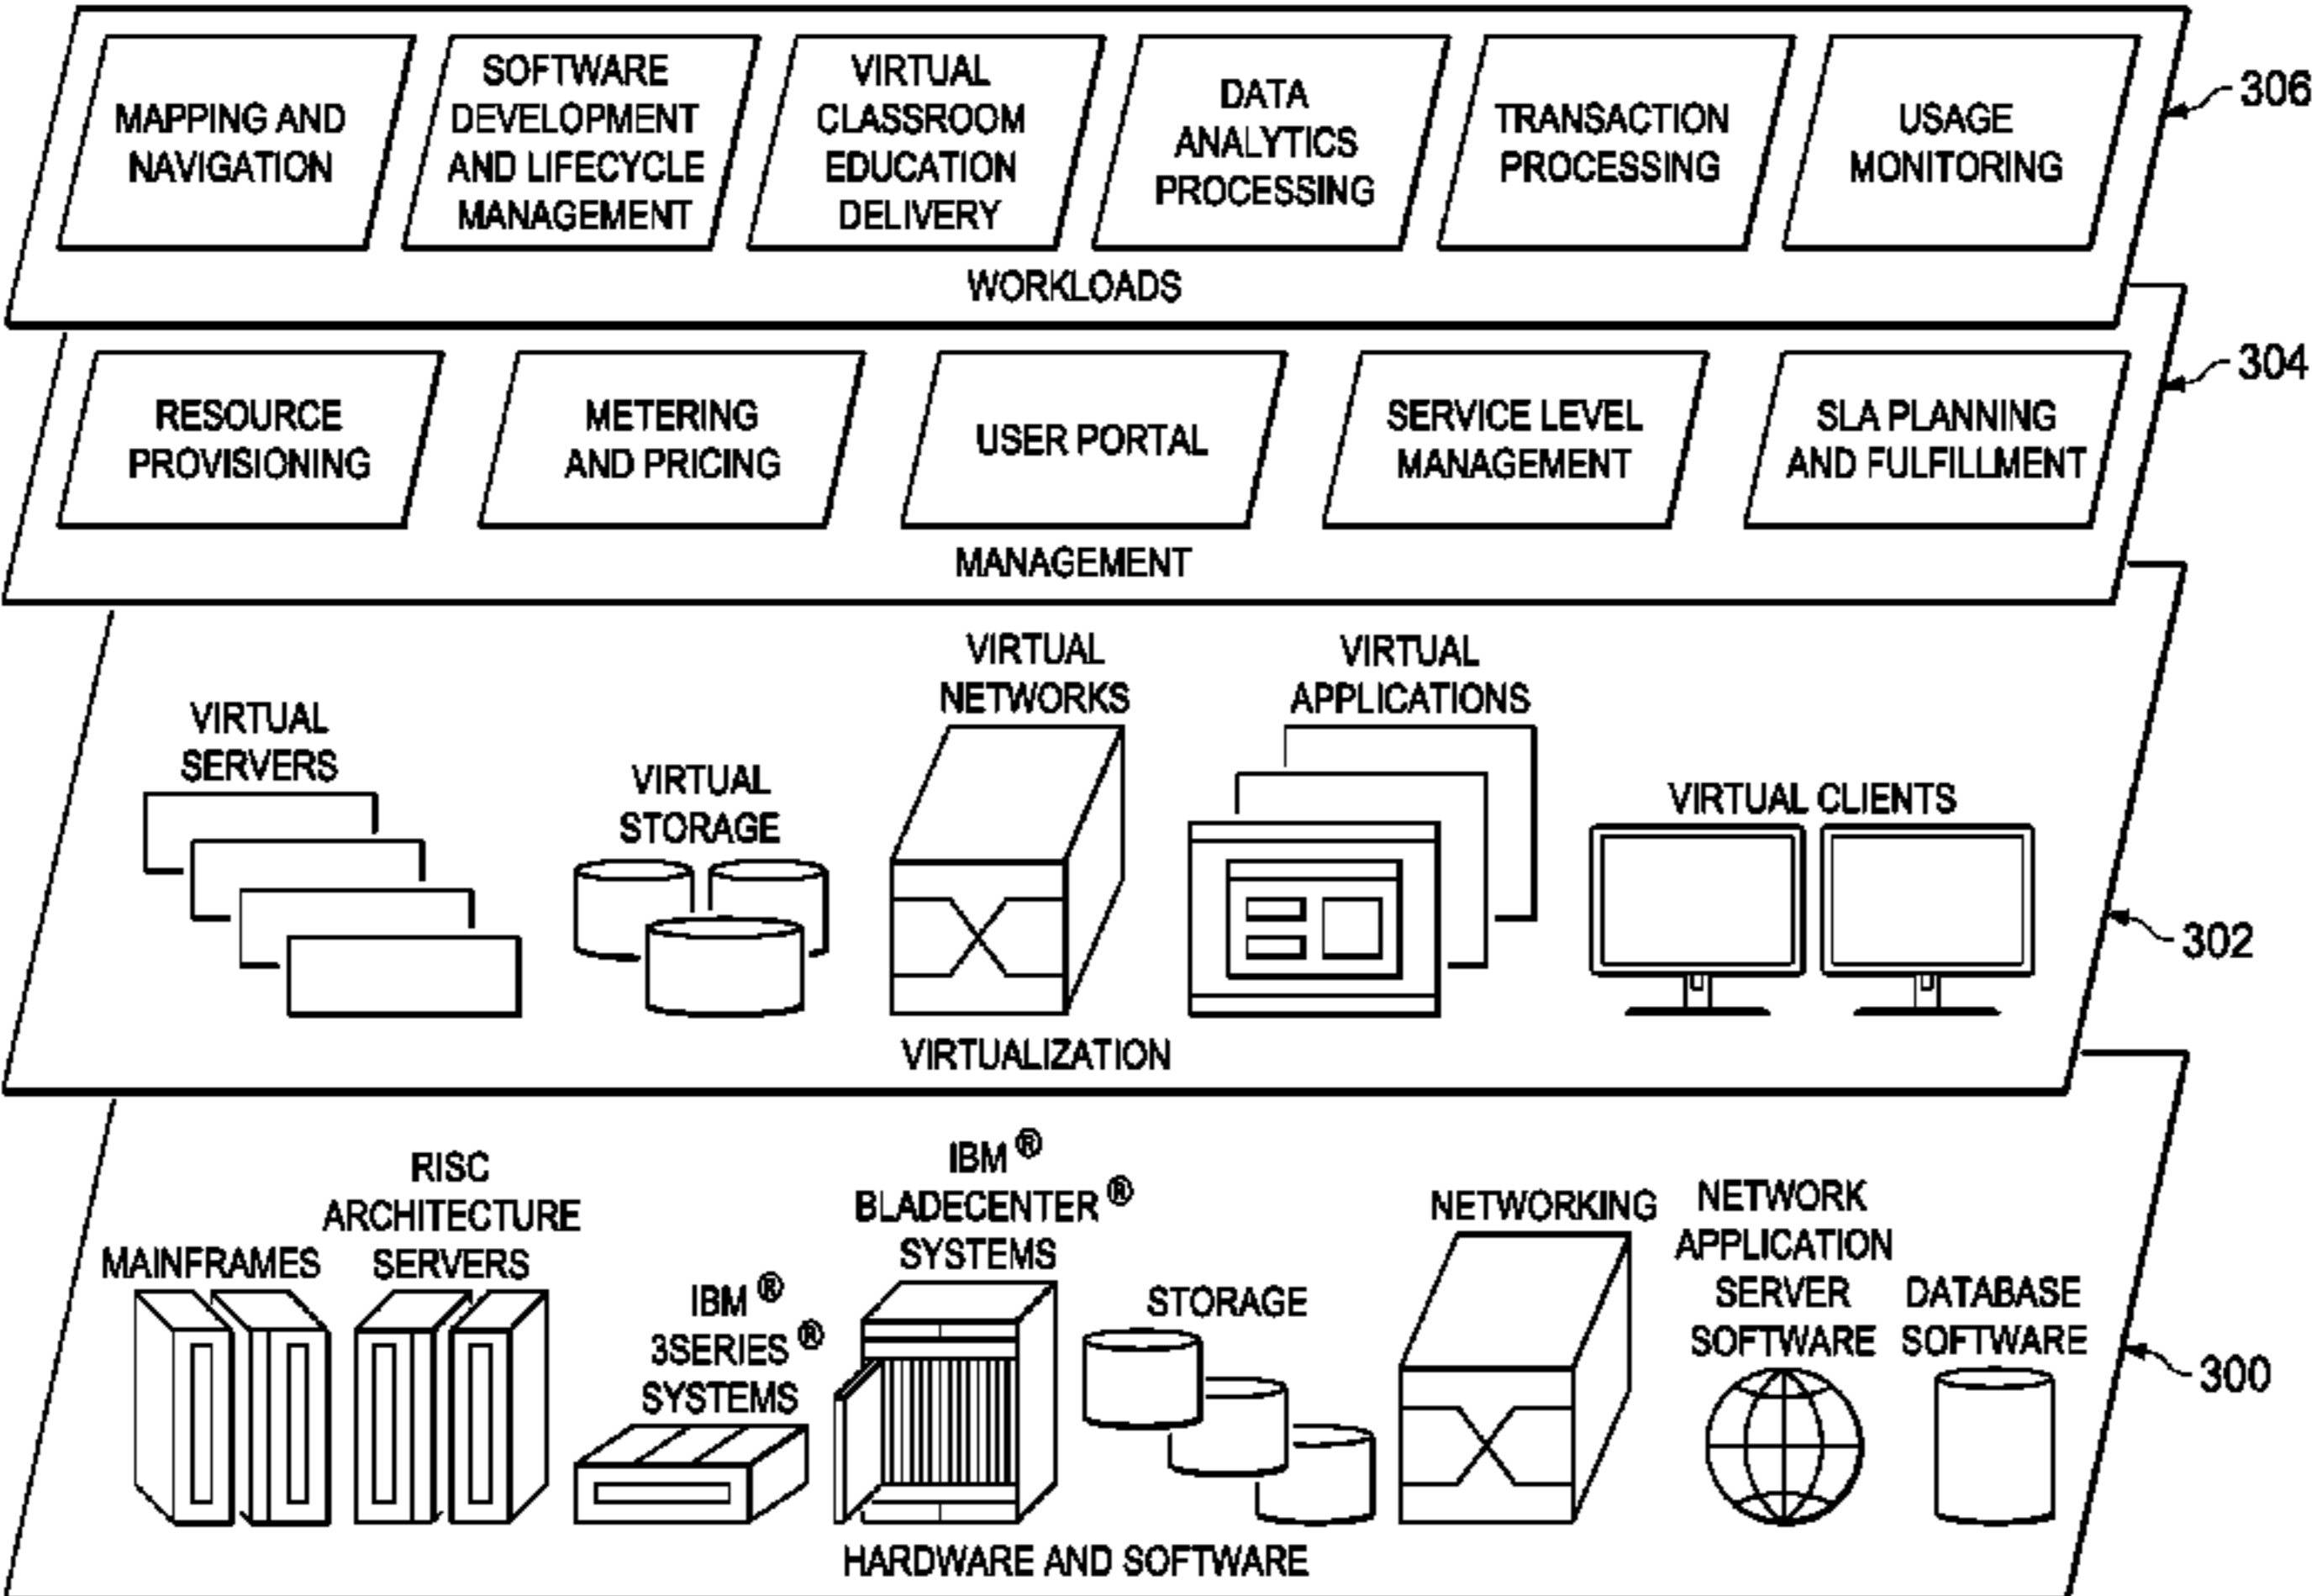 MAPPING AND
NAVIGATION
SOFTWARE
DEVELOPMENT
AND LIFECYCLE
MANAGEMENT
VIRTUAL
CLASSROOM
EDUCATION
DELIVERY
DATA
ANALYTICS
PROCESSING
TRANSACTION
PROCESSING
USAGE
MONITORING
306
WORKLOADS
RESOURCE
PROVISIONING
METERING
AND PRICING
USER PORTAL
SERVICE LEVEL
MANAGEMENT
SLA PLANNING
AND FULFILLMENT
304
MANAGEMENT
VIRTUAL
SERVERS
VIRTUAL
STORAGE
VIRTUAL
NETWORKS
VIRTUAL
APPLICATIONS
VIRTUAL CLIENTS
302
VIRTUALIZATION
MAINFRAMES
RISC
ARCHITECTURE
SERVERS
IBM ®
3SERIES ®
SYSTEMS
IBM ®
BLADECENTER ®
SYSTEMS
STORAGE
NETWORKING
NETWORK
APPLICATION
SERVER
SOFTWARE
DATABASE
SOFTWARE
300
HARDWARE AND SOFTWARE